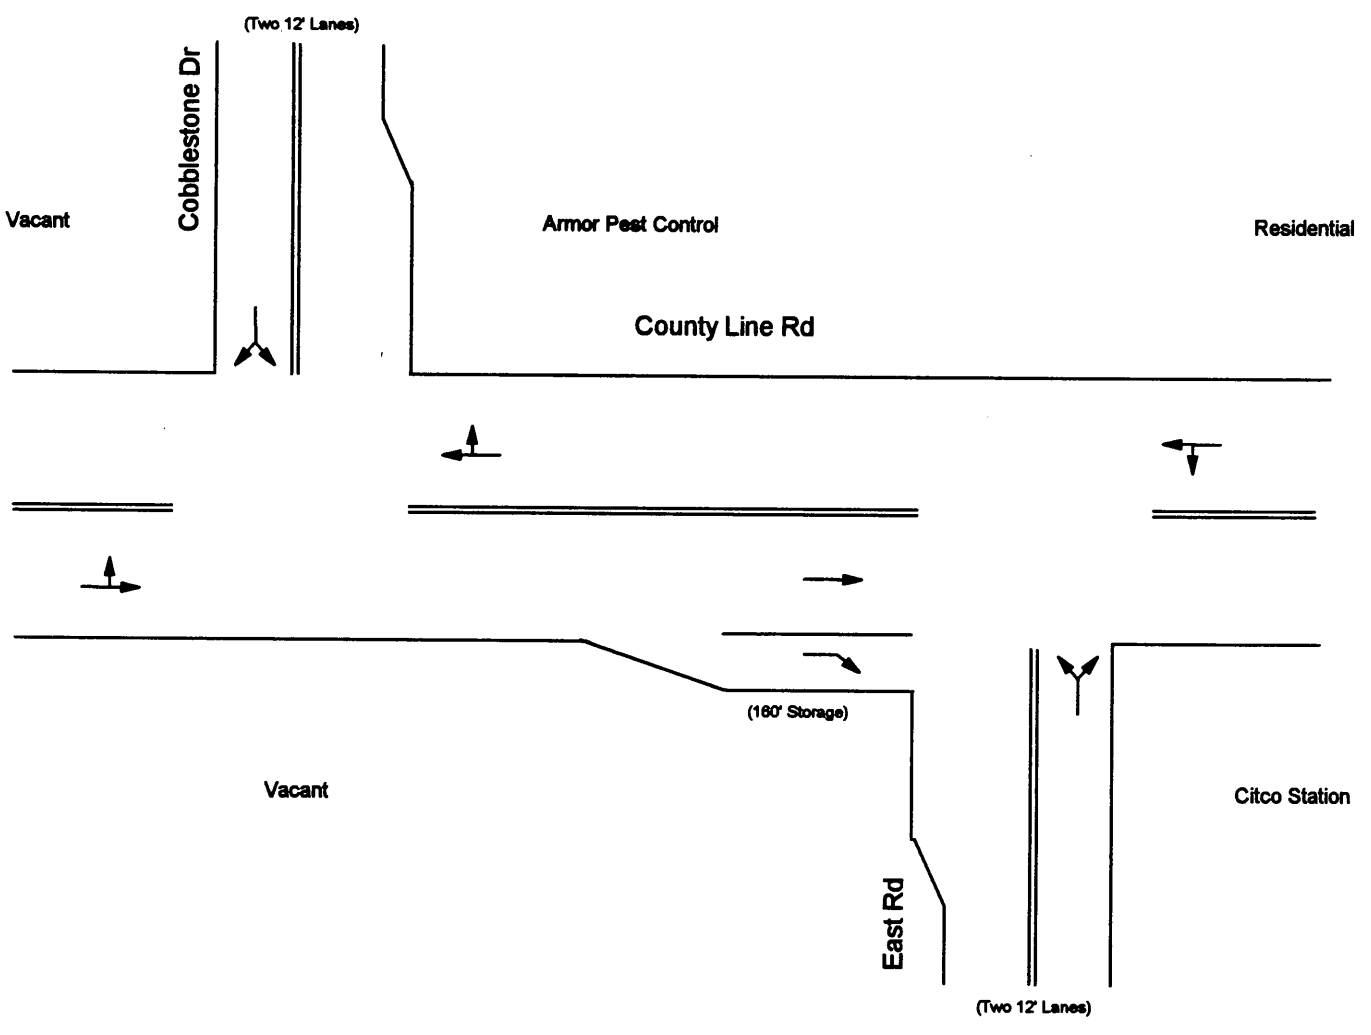 (Two 12' Lanes)
Cobblestone Dr
Vacant
Armor Pest Control
Residential
County Line Rd
(160' Storage)
Vacant
Citco Station
East Rd
(Two 12' Lanes)